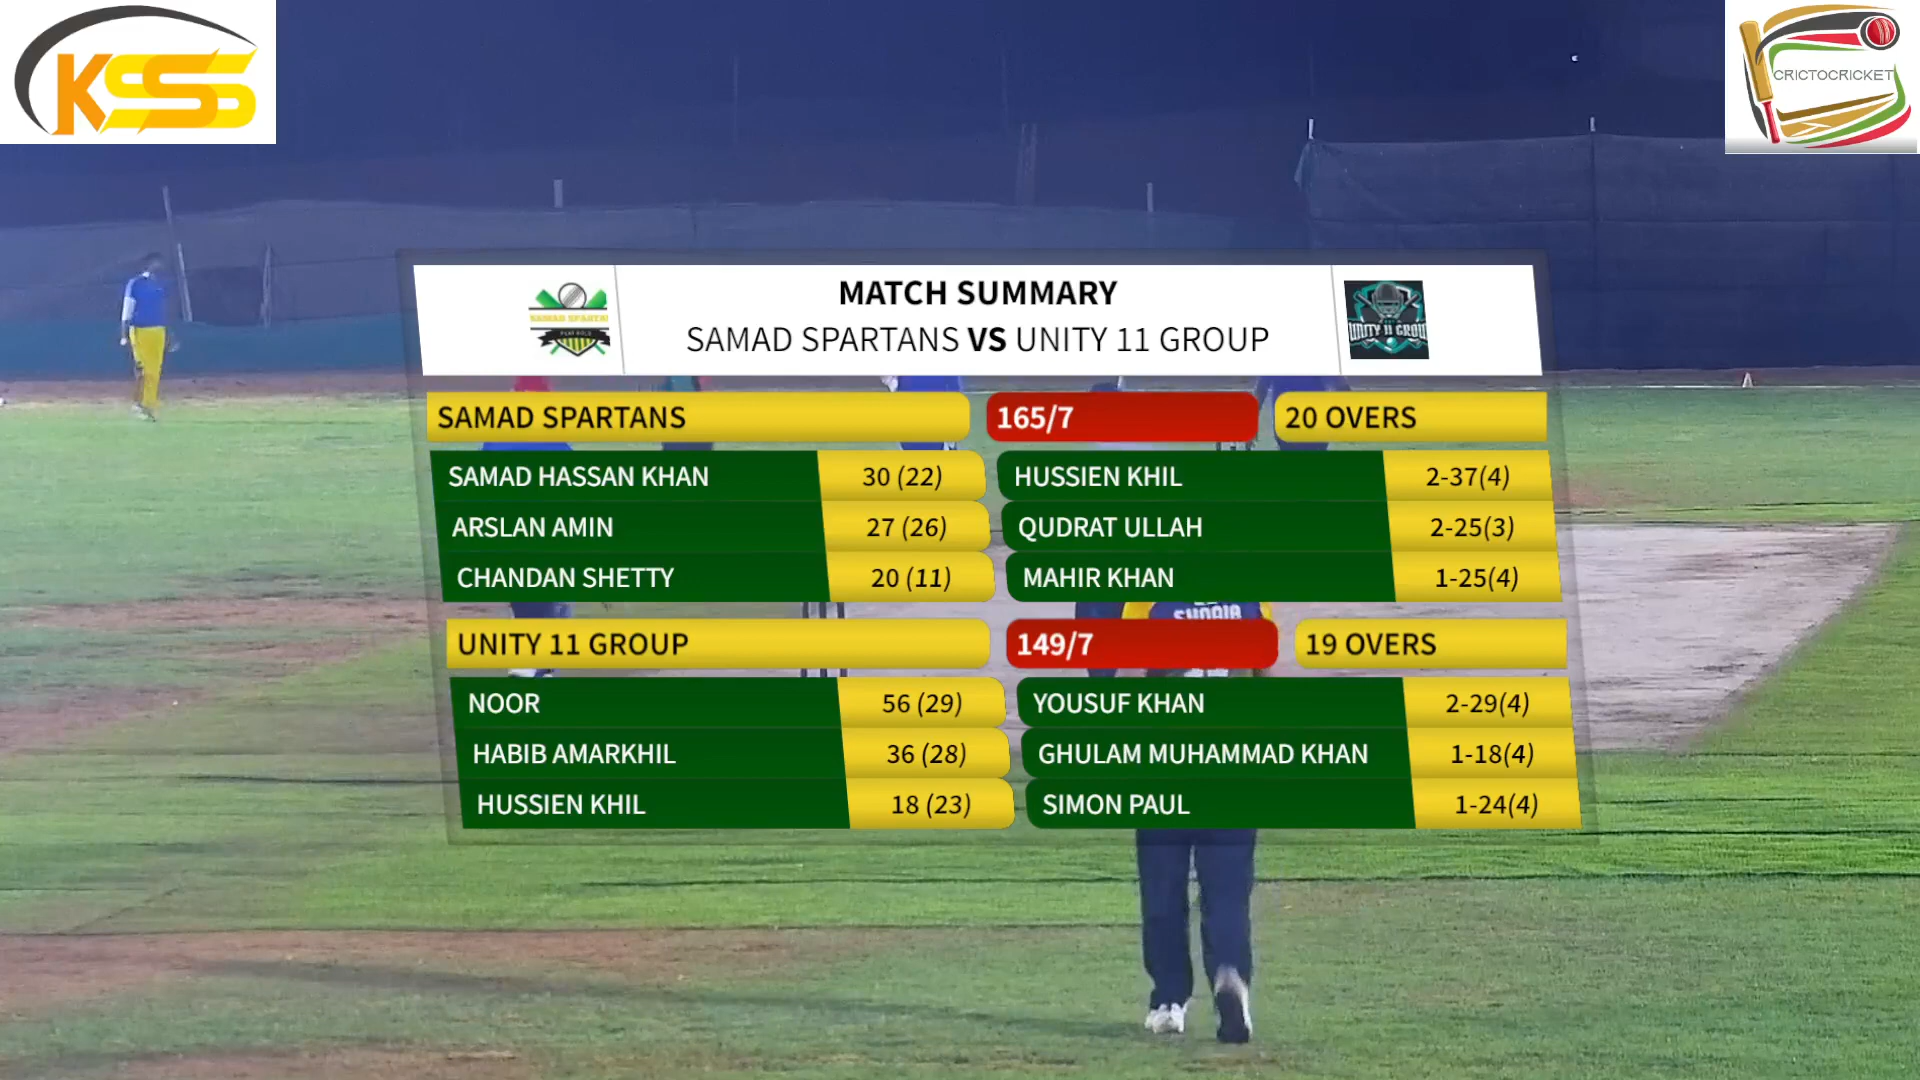 KSS
CRICTOCRICKET
MATCH SUMMARY
SAMAD SPARTANS VS UNITY 11 GROUP
UNITY 11 GROUP
SAMAD SPARTANS 165/7 20 OVERS
SAMAD HASSAN KHAN 30 (22) HUSSIEN KHIL 2-37(4)
ARSLAN AMIN 27 (26) QUDRAT ULLAH 2-25(3)
CHANDAN SHETTY 20 (11) MAHIR KHAN 1-25(4)
SHOAIB
UNITY 11 GROUP 149/7 19 OVERS
NOOR 56 (29) YOUSUF KHAN 2-29(4)
HABIB AMARKHIL 36 (28) GHULAM MUHAMMAD KHAN 1-18(4)
HUSSIEN KHIL 18 (23) SIMON PAUL 1-24(4)